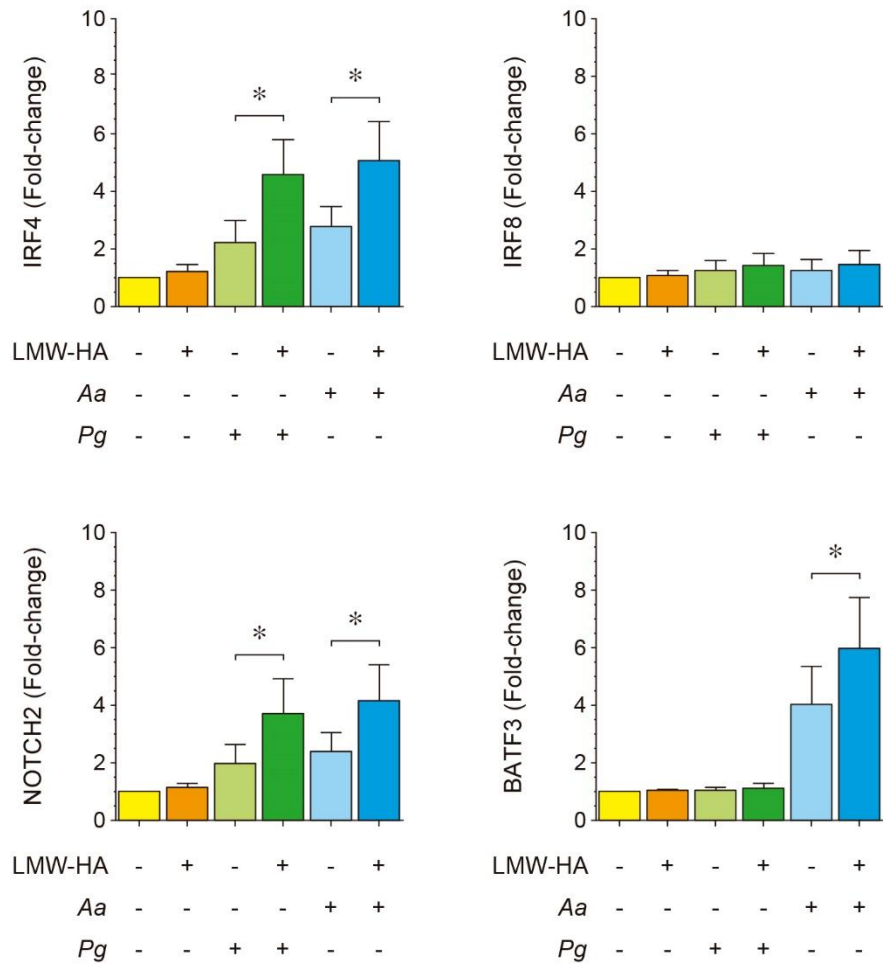 IRF4 (Fold-change)
10
8
6
4
2
0
* *
LMW-HA - + - + - +
Aa - - - - + +
Pg - - + + - -
IRF8 (Fold-change)
10
8
6
4
2
0
LMW-HA - + - + - +
Aa - - - - + +
Pg - - + + - -
NOTCH2 (Fold-change)
10
8
6
4
2
0
* *
LMW-HA - + - + - +
Aa - - - - + +
Pg - - + + - -
BATF3 (Fold-change)
10
8
6
4
2
0
*
LMW-HA - + - + - +
Aa - - - - + +
Pg - - + + - -